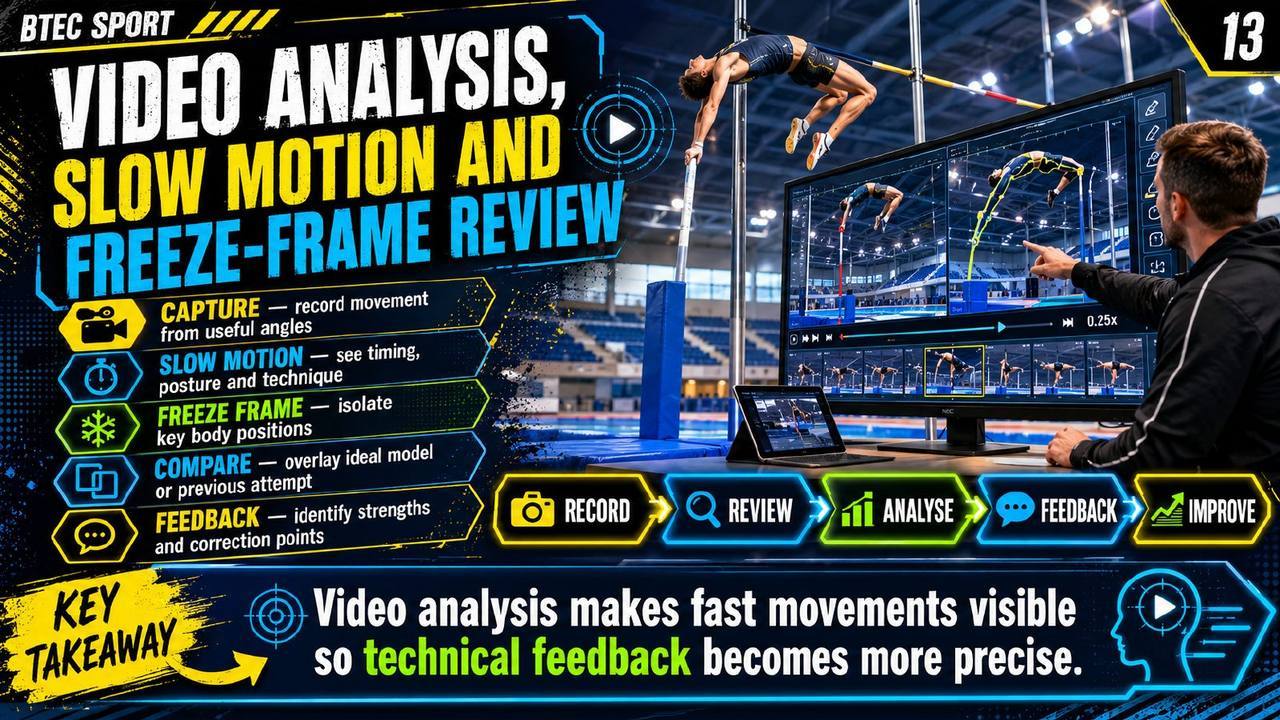 BTEC SPORT
13
VIDEO ANALYSIS,
SLOW MOTION AND
FREEZE-FRAME REVIEW
CAPTURE — record movement
from useful angles
SLOW MOTION — see timing,
posture and technique
FREEZE FRAME — isolate
key body positions
COMPARE — overlay ideal model
or previous attempt
FEEDBACK — identify strengths
and correction points
0.25x
NEC
RECORD
REVIEW
ANALYSE
FEEDBACK
IMPROVE
KEY
TAKEAWAY
Video analysis makes fast movements visible
so technical feedback becomes more precise.